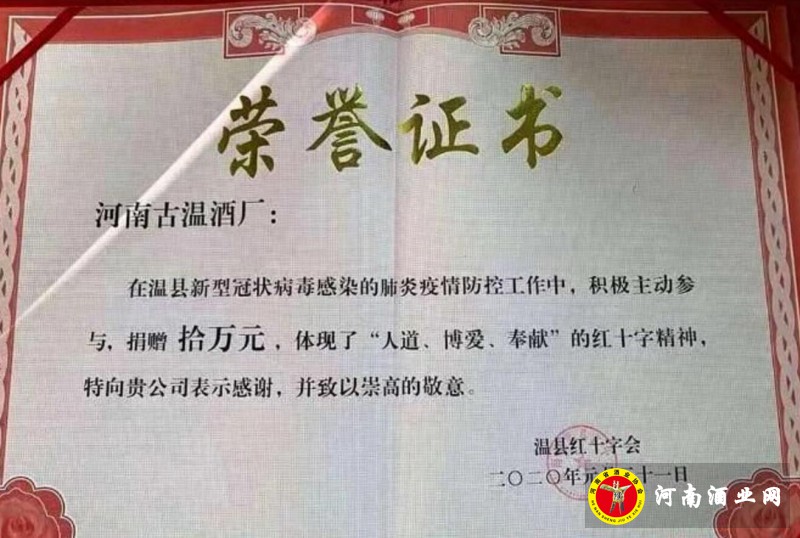 荣誉证书
河南古温酒厂：
在温县新型冠状病毒感染的肺炎疫情防控工作中，积极主动参
与，捐赠 拾万元，体现了“人道、博爱、奉献”的红十字精神，
特向贵公司表示感谢，并致以崇高的敬意。
温县红十字会
二〇二〇年元月三十一日
河南酒业网